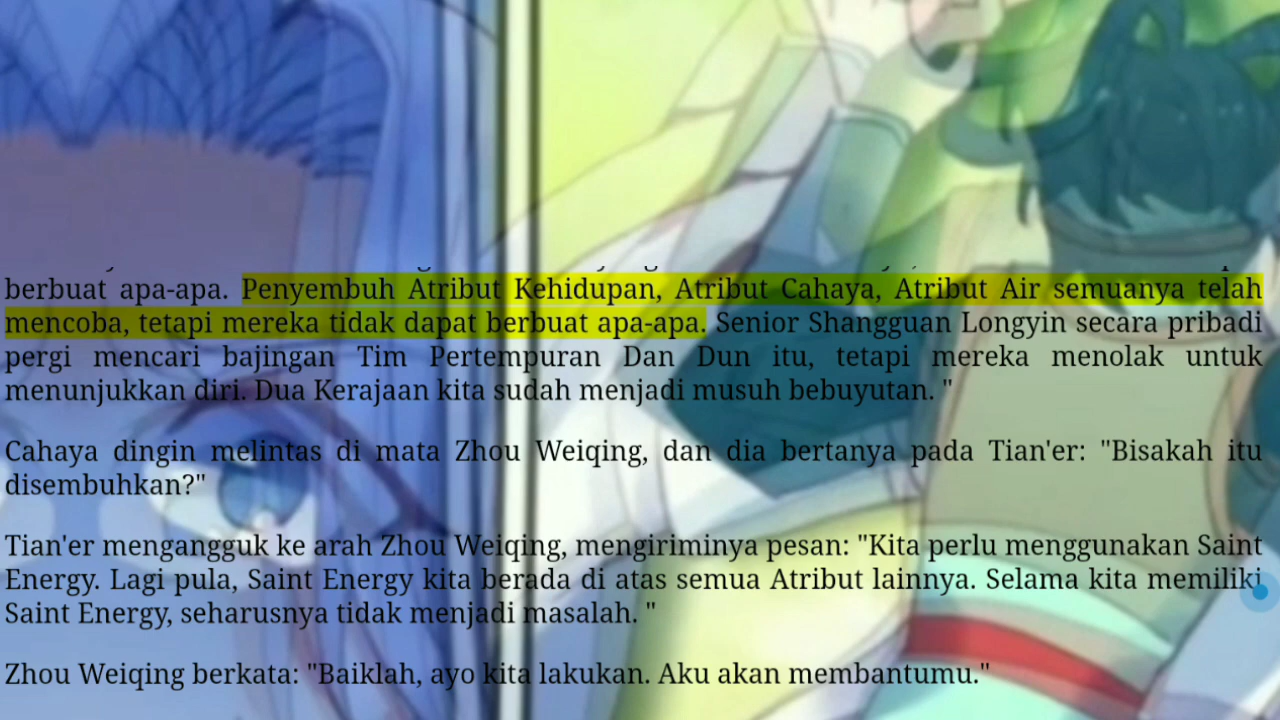 berbuat apa-apa. Penyembuh Atribut Kehidupan, Atribut Cahaya, Atribut Air semuanya telah
mencoba, tetapi mereka tidak dapat berbuat apa-apa. Senior Shangguan Longyin secara pribadi
pergi mencari bajingan Tim Pertempuran Dan Dun itu, tetapi mereka menolak untuk
menunjukkan diri. Dua Kerajaan kita sudah menjadi musuh bebuyutan. "
Cahaya dingin melintas di mata Zhou Weiqing, dan dia bertanya pada Tian'er: "Bisakah itu
disembuhkan?"
Tian'er mengangguk ke arah Zhou Weiqing, mengiriminya pesan: "Kita perlu menggunakan Saint
Energy. Lagi pula, Saint Energy kita berada di atas semua Atribut lainnya. Selama kita memiliki
Saint Energy, seharusnya tidak menjadi masalah. "
Zhou Weiqing berkata: "Baiklah, ayo kita lakukan. Aku akan membantumu."